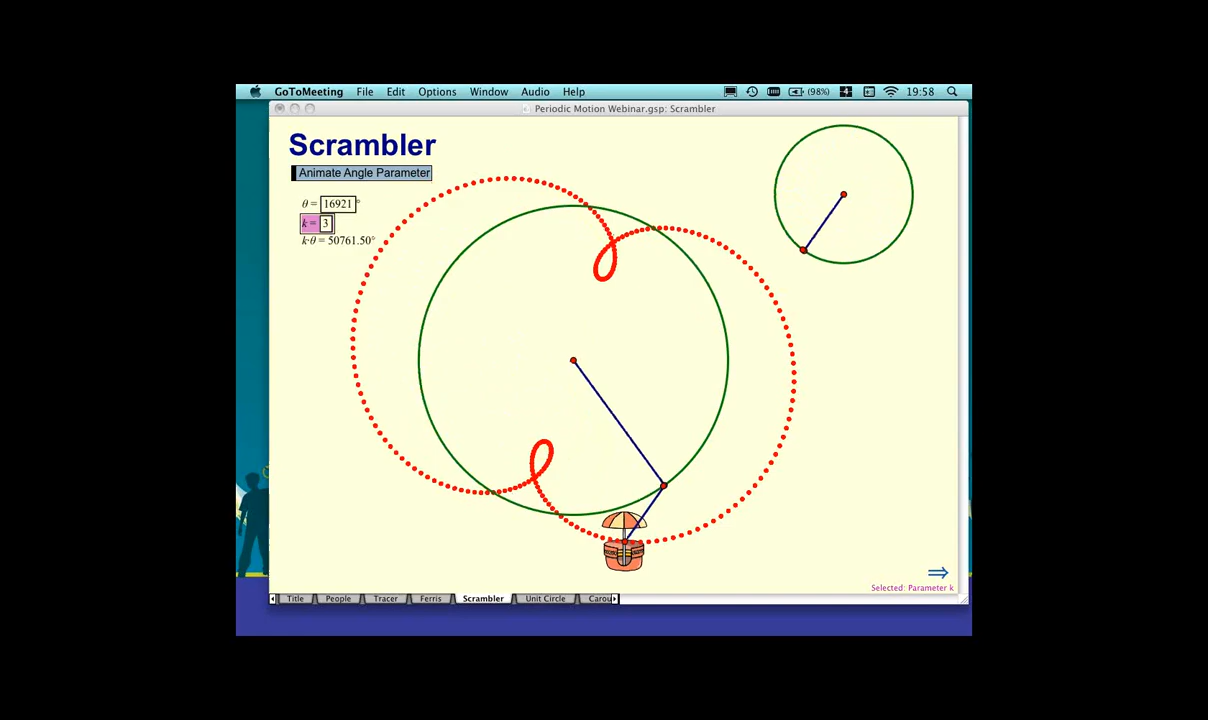 GoToMeeting File Edit Options Window Audio Help (98%) 19:58
Periodic Motion Webinar.gsp: Scrambler
Scrambler
Animate Angle Parameter
θ = 16921°
k = 3
k·θ = 50761.50°
Selected: Parameter k
Title People Tracer Ferris Scrambler Unit Circle Carou